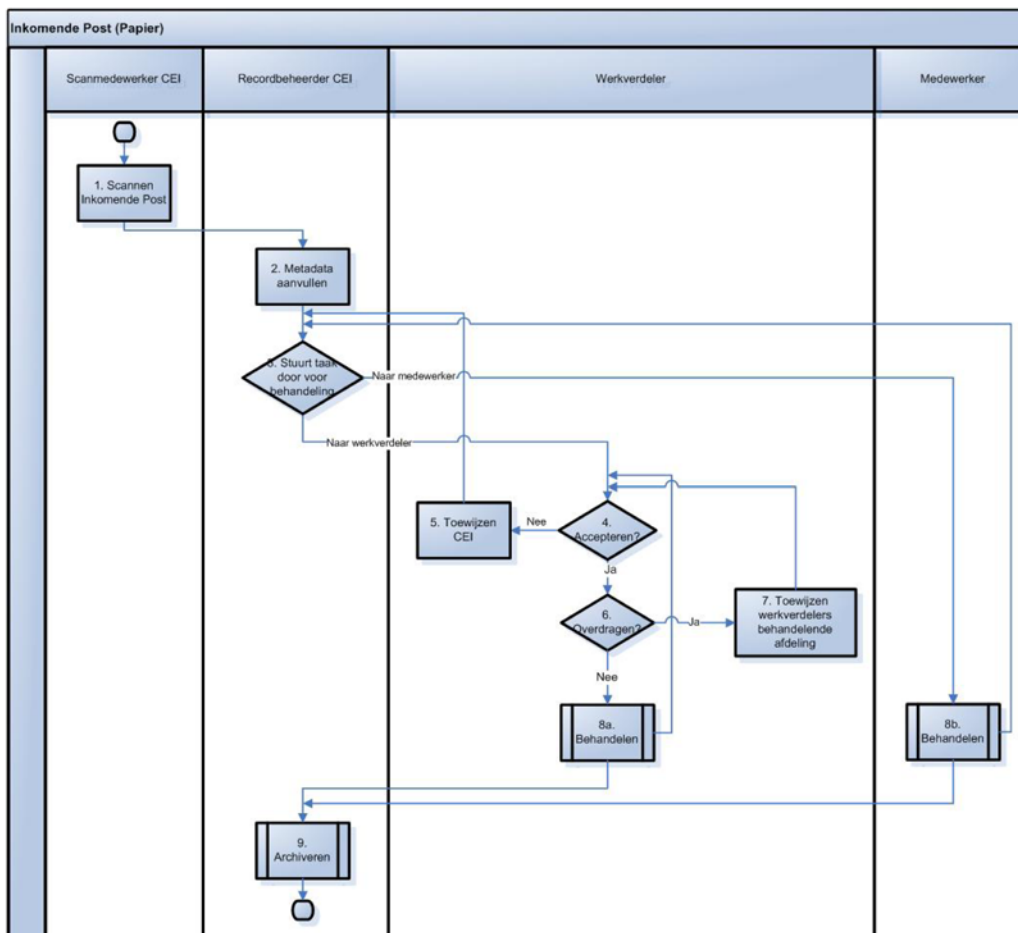 Inkomende Post (Papier)
Scanmedewerker CEI
Recordbeheerder CEI
Werkverdeler
Medewerker
1. Scannen
Inkomende Post
2. Metadata
aanvullen
3. Stuurt taak
door voor
behandeling
Naar medewerker
Naar werkverdeler
5. Toewijzen
CEI
Nee
4.
Accepteren?
Ja
6.
Overdragen?
Ja
7. Toewijzen
werkverdelers
behandelende
afdeling
Nee
8a.
Behandelen
8b.
Behandelen
9.
Archiveren